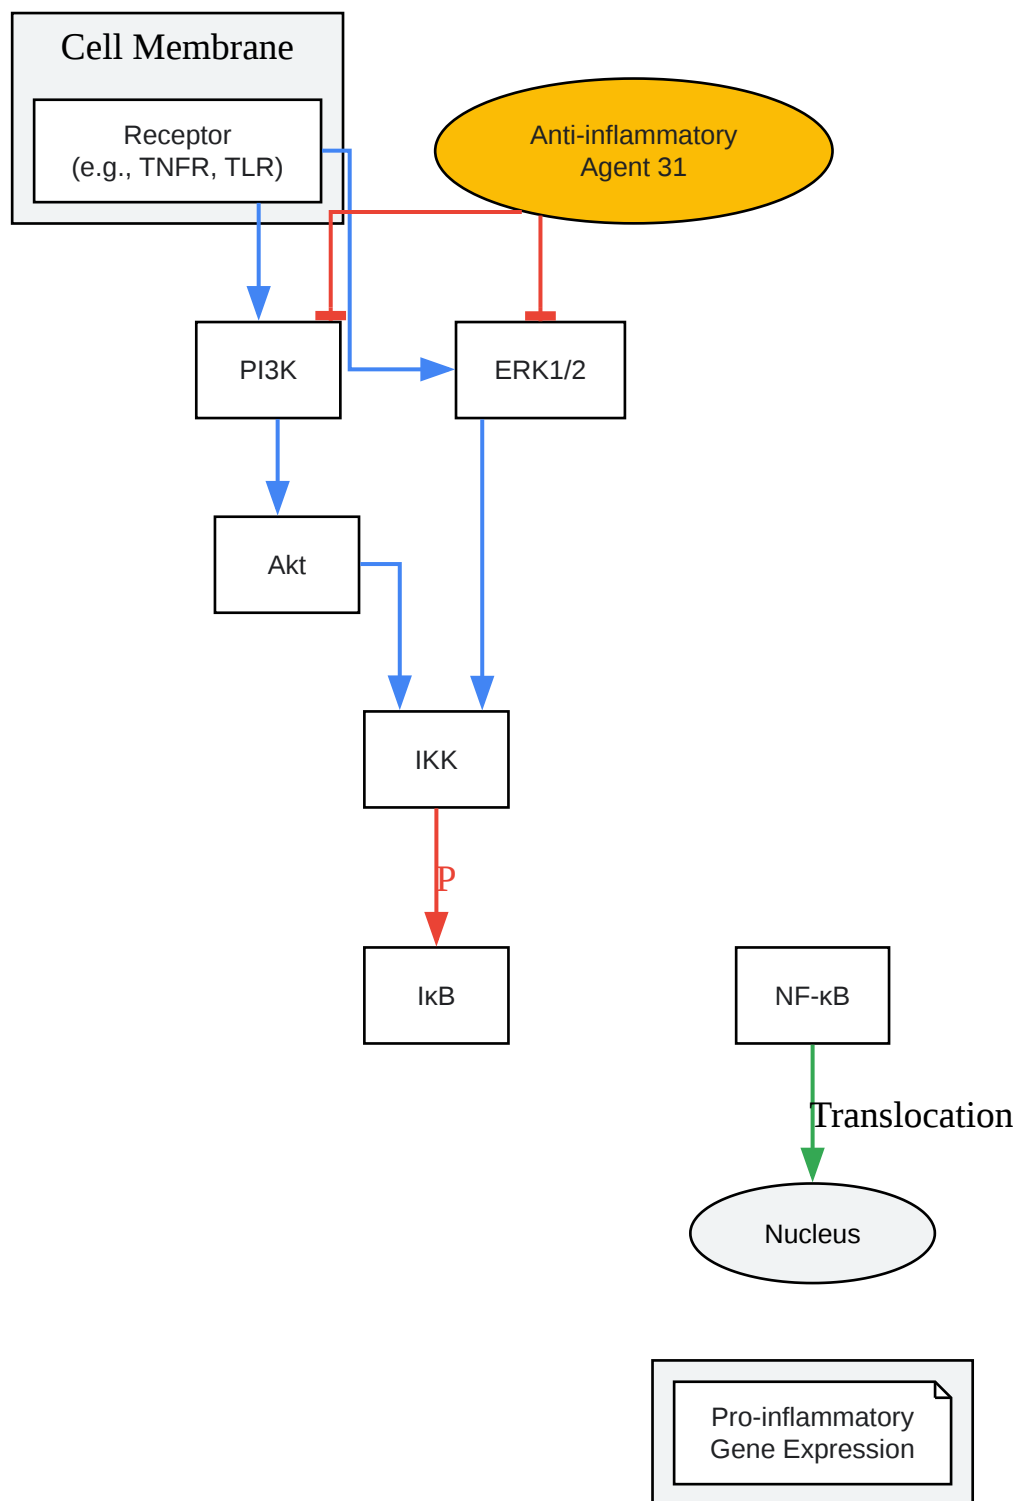 Cell Membrane
Receptor
(e.g., TNFR, TLR)
Anti-inflammatory
Agent 31
PI3K
ERK1/2
Akt
IKK
P
IκB
NF-κB
Translocation
Nucleus
Pro-inflammatory
Gene Expression